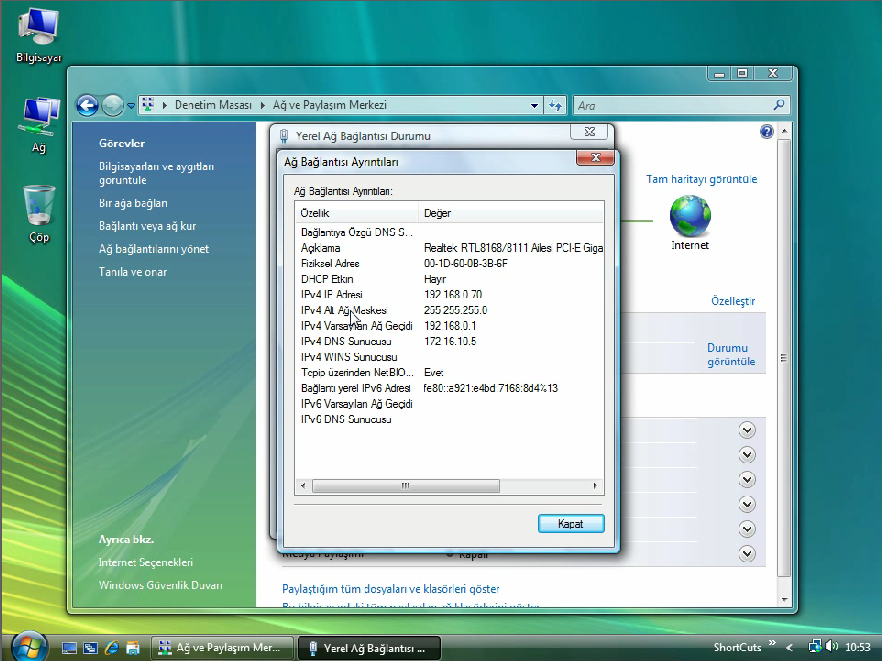 Bilgisayar
Ağ
Çöp
Denetim Masası
Ağ ve Paylaşım Merkezi
Ara
Görevler
Bilgisayarları ve aygıtları
görüntüle
Bir ağa bağlan
Bağlantı veya ağ kur
Ağ bağlantılarını yönet
Tanıla ve onar
Ayrıca bkz.
Internet Seçenekleri
Windows Güvenlik Duvarı
Yerel Ağ Bağlantısı Durumu
Ağ Bağlantısı Ayrıntıları
Ağ Bağlantısı Ayrıntıları:
Özellik Değer
Bağlantıya Özgü DNS S...
Açıklama Realtek RTL8168/8111 Ailesi PCI-E Giga
Fiziksel Adres 00-1D-60-0B-3B-6F
DHCP Etkin Hayır
IPv4 IP Adresi 192.168.0.70
IPv4 Alt Ağ Maskesi 255.255.255.0
IPv4 Varsayılan Ağ Geçidi 192.168.0.1
IPv4 DNS Sunucusu 172.16.10.5
IPv4 WINS Sunucusu
Tcpip üzerinden NetBIO... Evet
Bağlantı yerel IPv6 Adresi fe80::a921:e4bd:7168:8d4%13
IPv6 Varsayılan Ağ Geçidi
IPv6 DNS Sunucusu
Kapat
Tam haritayı görüntüle
Internet
Özelleştir
Durumu
görüntüle
Medya Paylaşımı Kapalı
Paylaştığım tüm dosyaları ve klasörleri göster
Ağ ve Paylaşım Mer...
Yerel Ağ Bağlantısı ...
ShortCuts
10:53